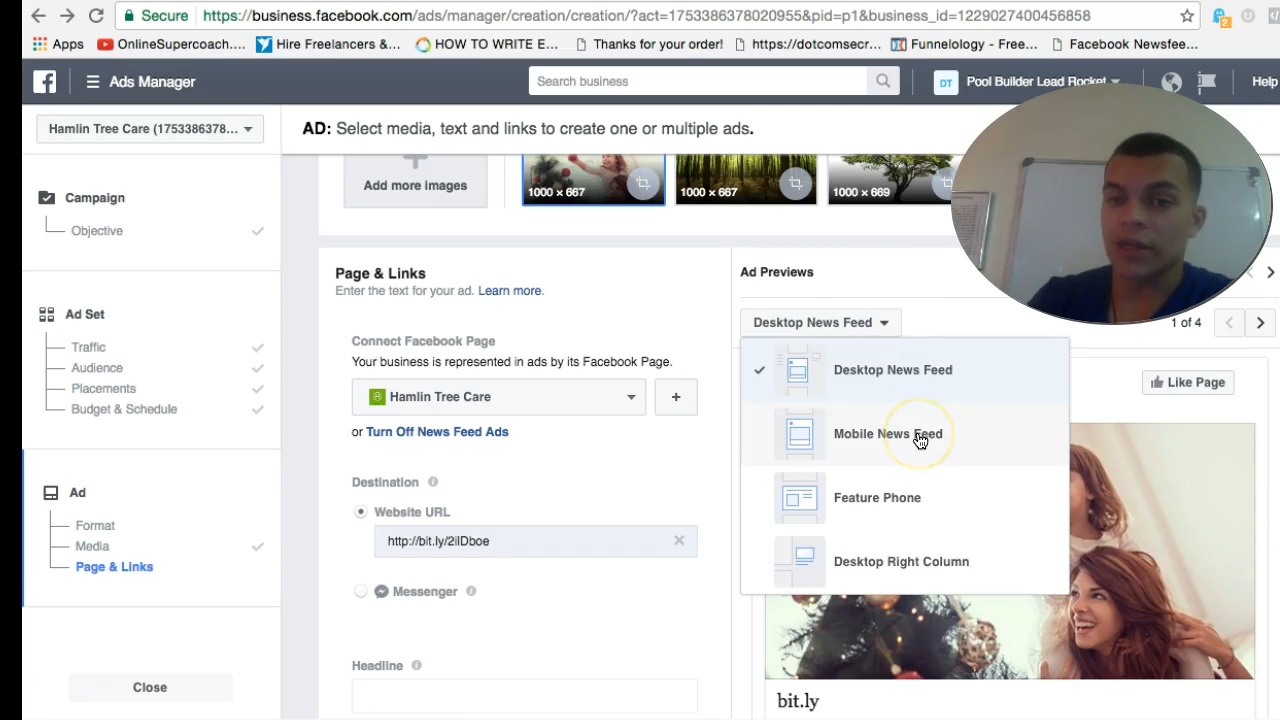 Secure
https://business.facebook.com/ads/manager/creation/creation/?act=1753386378020955&pid=p1&business_id=1229027400456858
Apps
OnlineSupercoach....
Hire Freelancers &...
HOW TO WRITE E...
Thanks for your order!
https://dotcomsecr...
Funnelology - Free...
Facebook Newsfee...
Ads Manager
Search business
DT
Pool Builder Lead Rocket
Help
Hamlin Tree Care (1753386378...
AD: Select media, text and links to create one or multiple ads.
Add more images
1000 × 667
1000 × 667
1000 × 669
Campaign
Objective
Ad Set
Traffic
Audience
Placements
Budget & Schedule
Ad
Format
Media
Page & Links
Close
Page & Links
Enter the text for your ad. Learn more.
Connect Facebook Page
Your business is represented in ads by its Facebook Page.
Hamlin Tree Care
+
or Turn Off News Feed Ads
Destination
Website URL
http://bit.ly/2ilDboe
Messenger
Headline
Ad Previews
Desktop News Feed
1 of 4
Desktop News Feed
Mobile News Feed
Feature Phone
Desktop Right Column
Like Page
bit.ly